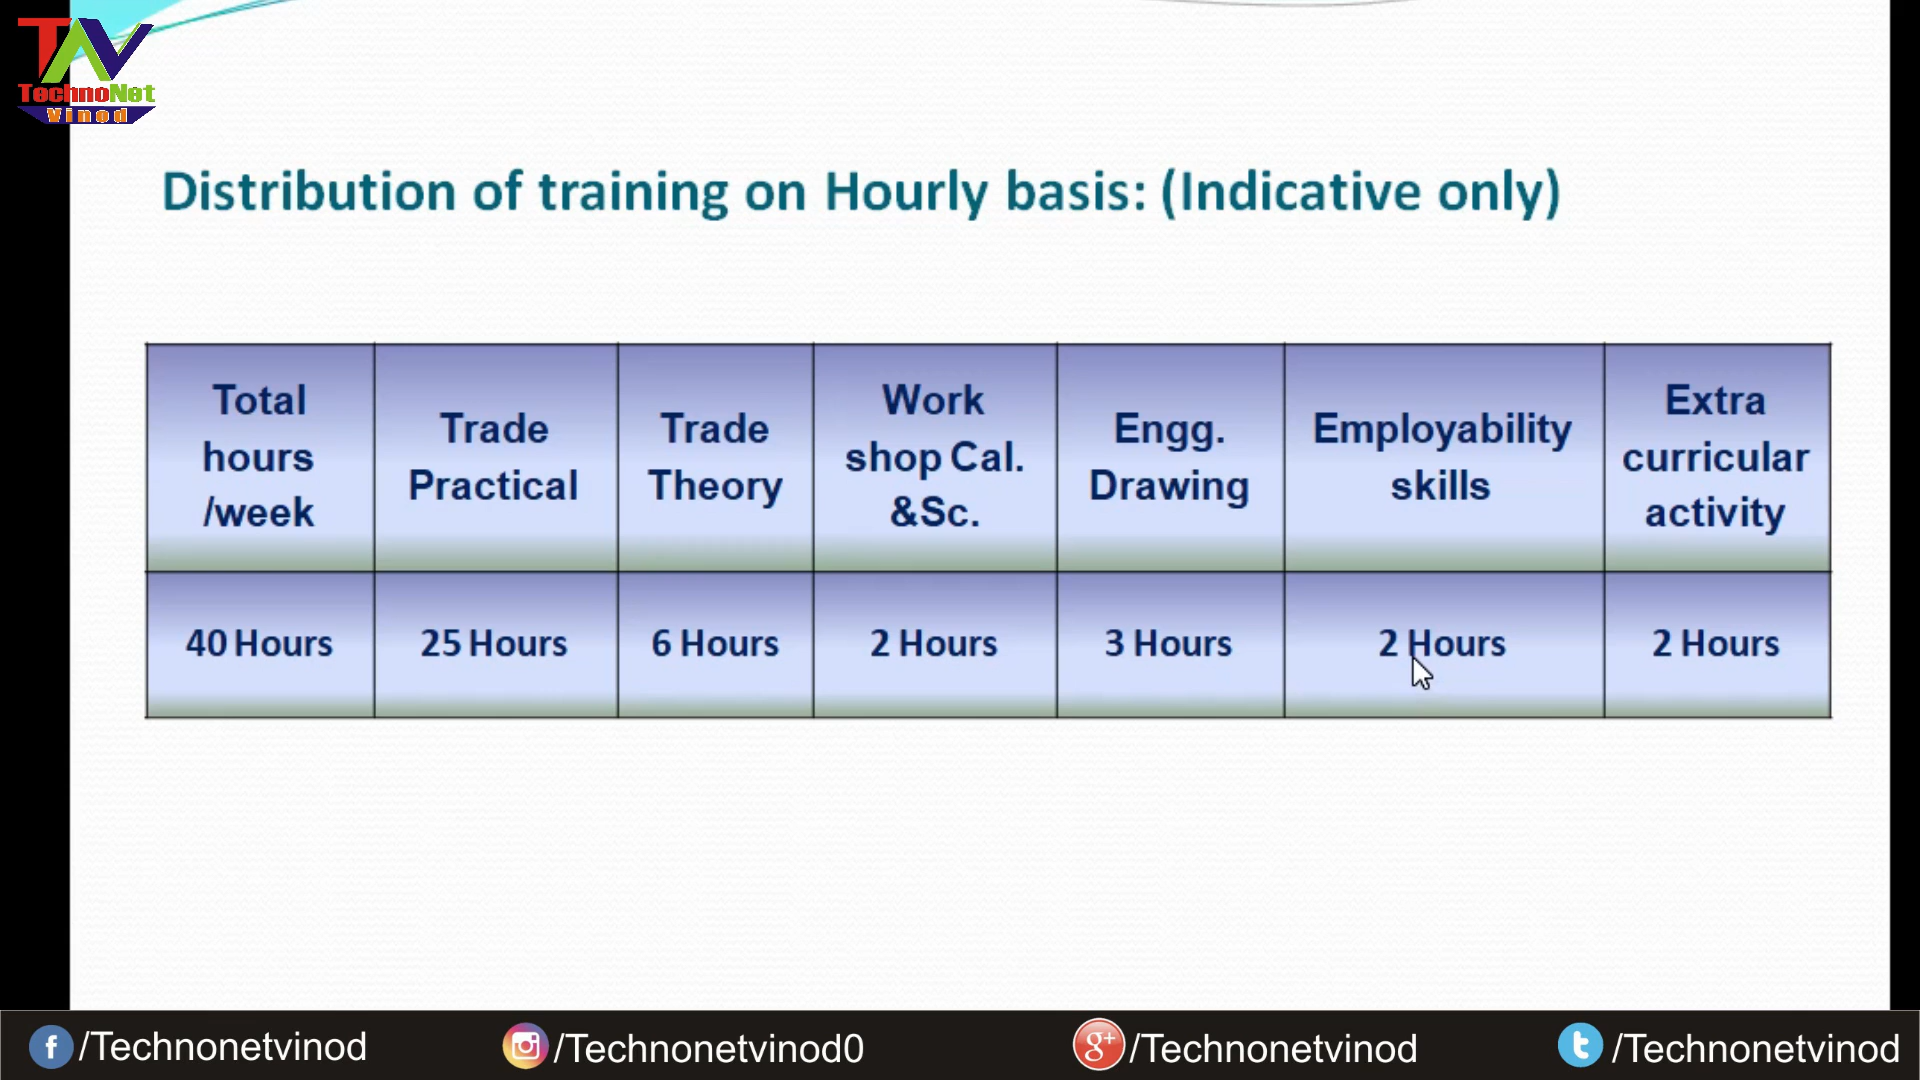 TAV
TechnoNet
Vinod
Distribution of training on Hourly basis: (Indicative only)
Total
hours
/week
Trade
Practical
Trade
Theory
Work
shop Cal.
&Sc.
Engg.
Drawing
Employability
skills
Extra
curricular
activity
40 Hours
25 Hours
6 Hours
2 Hours
3 Hours
2 Hours
2 Hours
f /Technonetvinod
/Technonetvinod0
g+ /Technonetvinod
/Technonetvinod